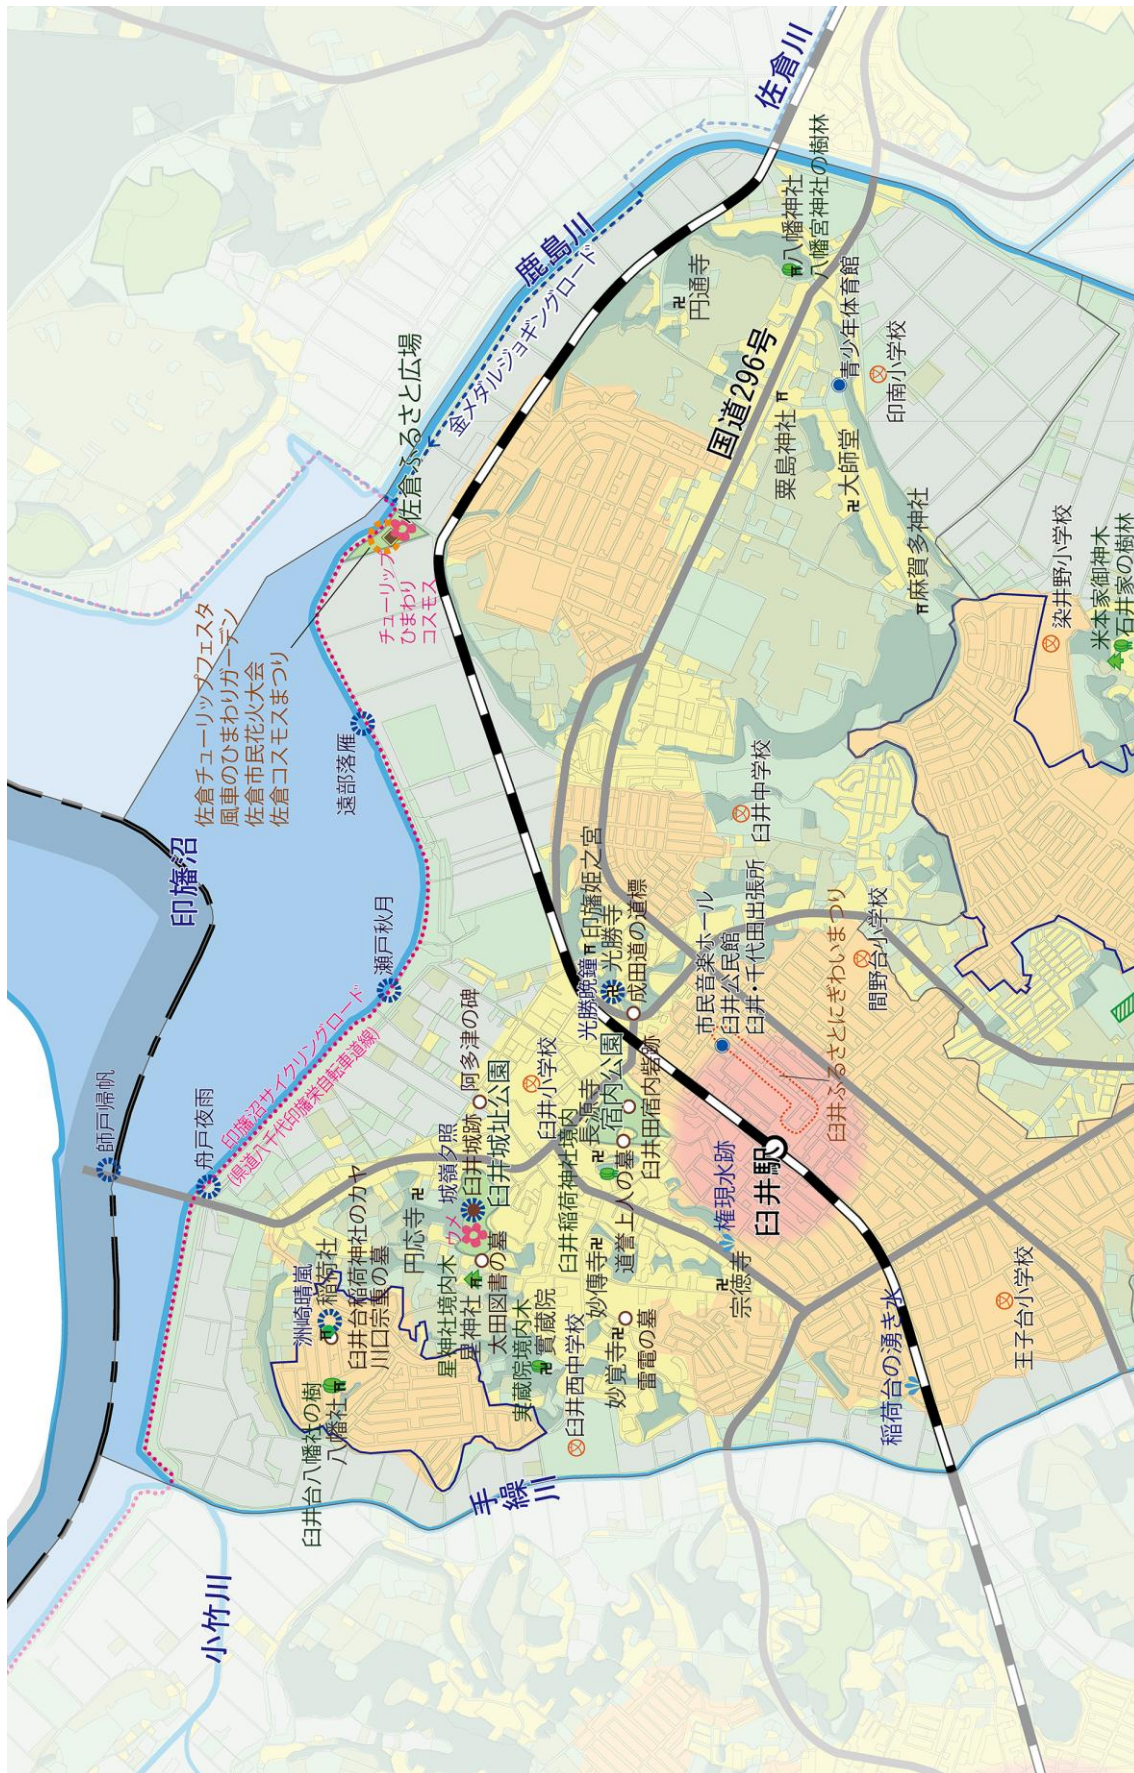 印旛沼
師戸帰帆
舟戸夜雨
印旛沼サイクリングロード
(県道八千代印旛栄自転車道線)
瀬戸秋月
遠部落雁
佐倉チューリップフェスタ
風車のひまわりガーデン
佐倉市民花火大会
佐倉コスモスまつり
チューリップ
ひまわり
コスモス
佐倉ふるさと広場
金メダルジョギングロード
鹿島川
佐倉川
小竹川
手繰川
臼井台八幡社の樹
八幡社
洲崎晴嵐
稲荷社
臼井台稲荷神社のカヤ
川口宗重の墓
円応寺
城嶺夕照
ウメ
臼井城跡
臼井城址公園
阿多津の碑
星神社境内木
星神社
太田図書の墓
実蔵院境内木
實蔵院
臼井西中学校
臼井小学校
臼井稲荷神社境内
長源寺
宿内公園
臼井田宿内砦跡
道誉上人の墓
妙傳寺
妙覚寺
雷電の墓
宗徳寺
権現水跡
臼井駅
稲荷台の湧き水
王子台小学校
光勝晩鐘
印旛姫之宮
光勝寺
成田道の道標
市民音楽ホール
臼井公民館
臼井・千代田出張所
臼井ふるさとにぎわいまつり
臼井中学校
間野台小学校
国道296号
円通寺
八幡神社
八幡宮神社の樹林
青少年体育館
印南小学校
粟島神社
大師堂
麻賀多神社
染井野小学校
米本家御神木
石井家の樹林